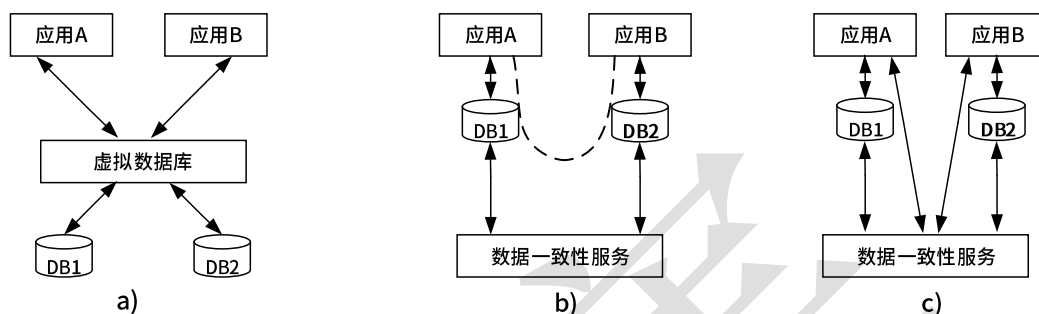 应用A 应用B
虚拟数据库
DB1 DB2
a)
应用A 应用B
DB1 DB2
数据一致性服务
b)
应用A 应用B
DB1 DB2
数据一致性服务
c)